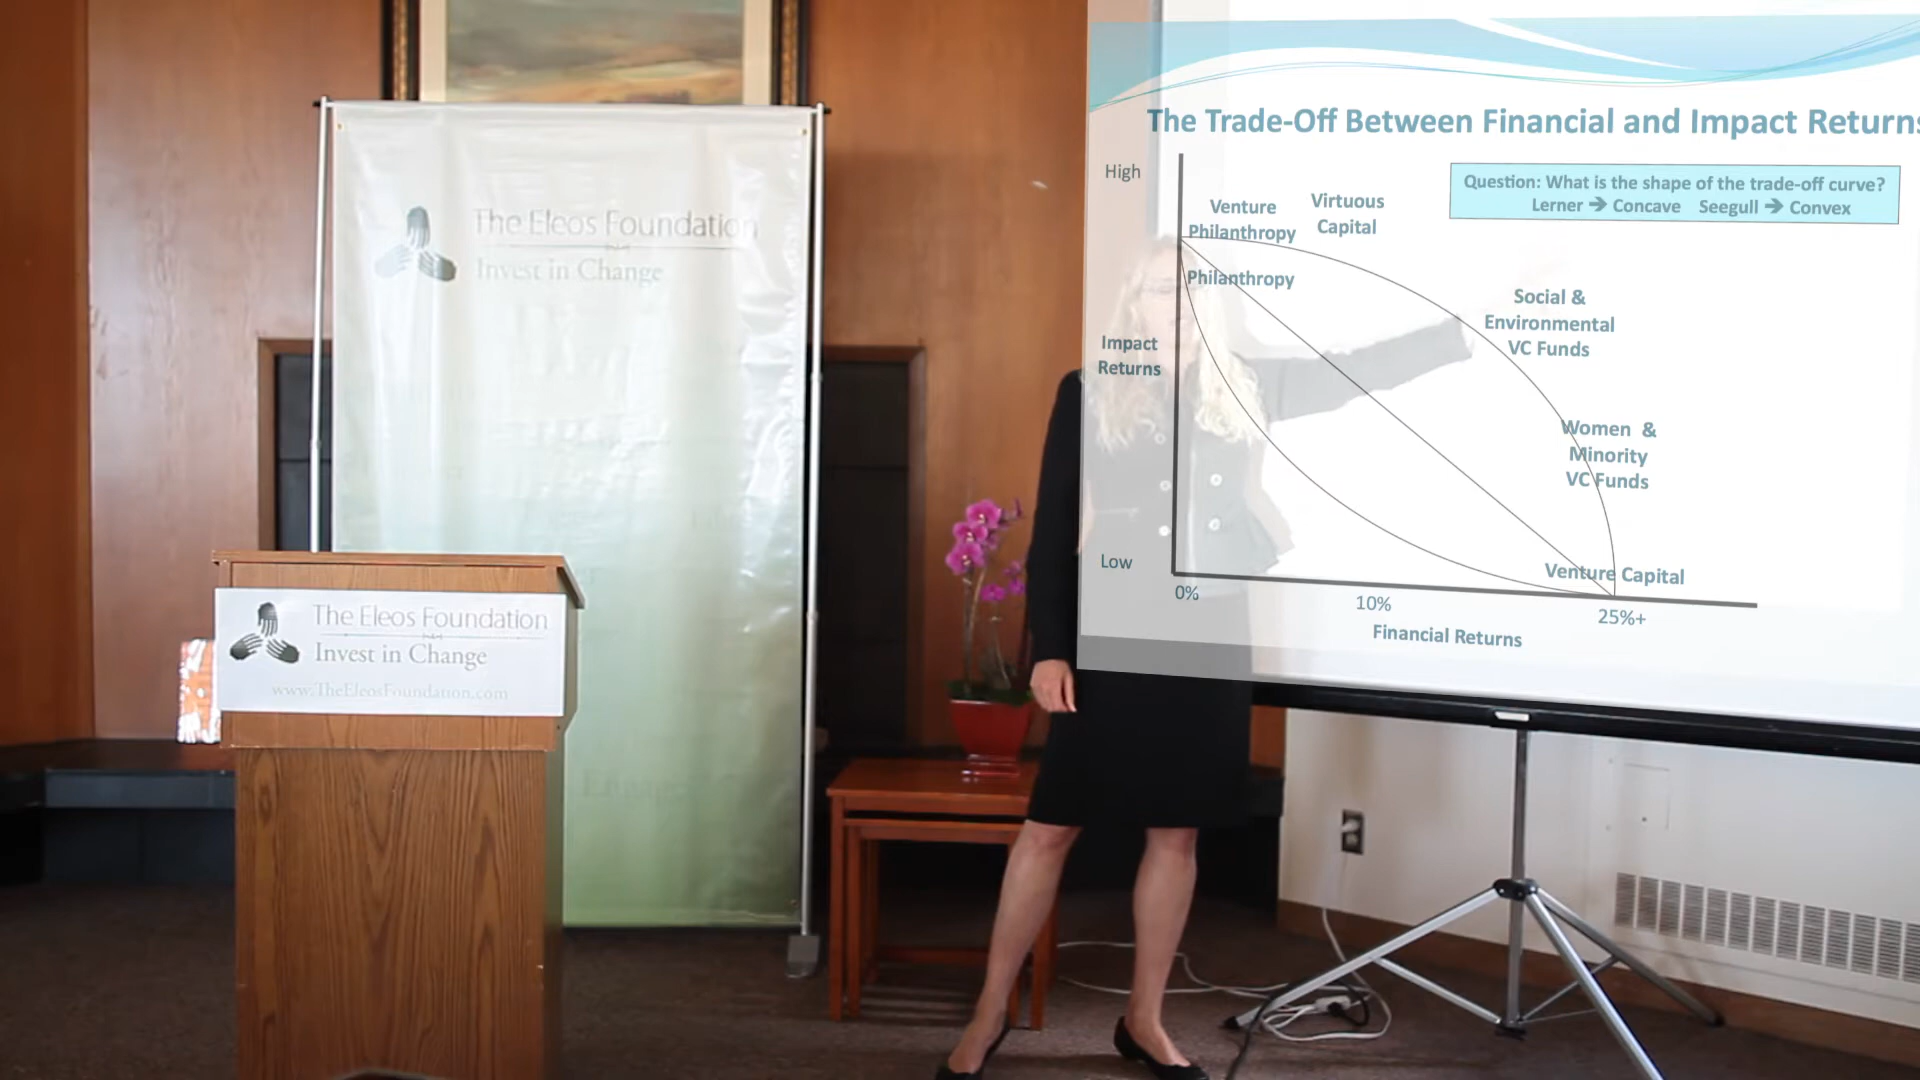 The Eleos Foundation
Invest in Change
The Eleos Foundation
Invest in Change
www.TheEleosFoundation.com
The Trade-Off Between Financial and Impact Returns
Question: What is the shape of the trade-off curve?
Lerner ➔ Concave Seegull ➔ Convex
High
Venture
Philanthropy
Virtuous
Capital
Philanthropy
Social &
Environmental
VC Funds
Impact
Returns
Women &
Minority
VC Funds
Low
Venture Capital
0%
10%
25%+
Financial Returns